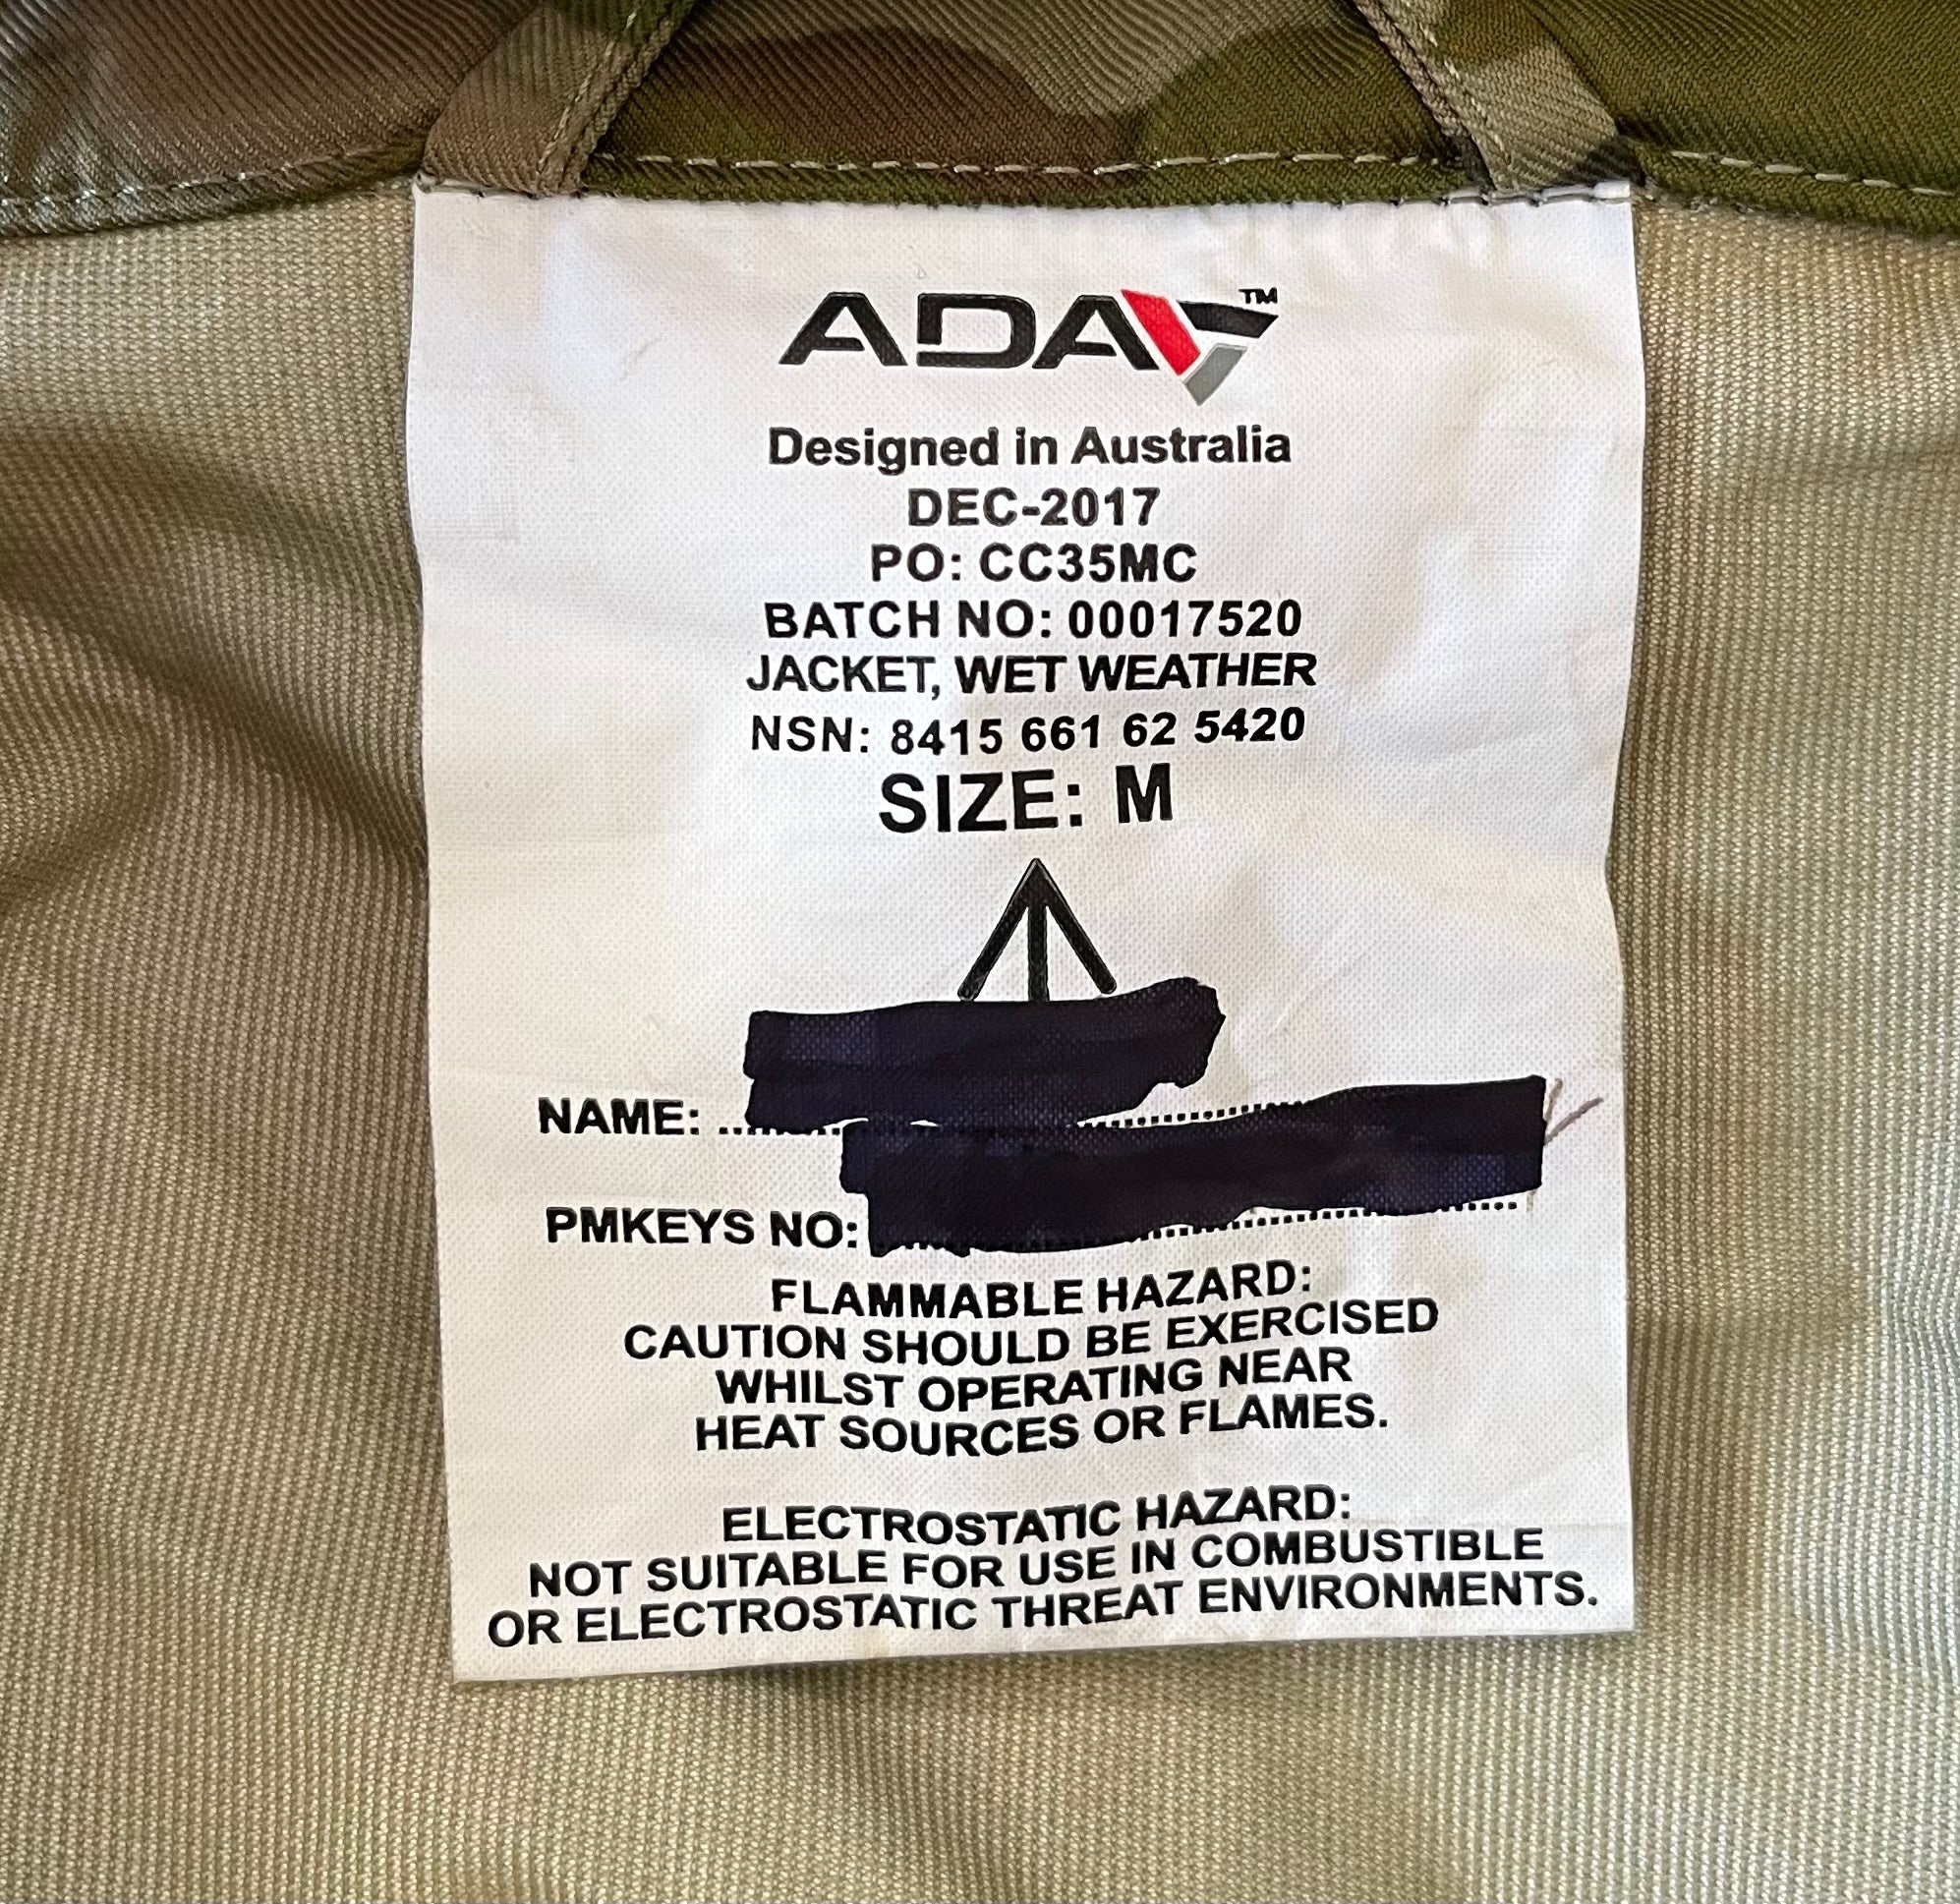 ADA™
Designed in Australia
DEC-2017
PO: CC35MC
BATCH NO: 00017520
JACKET, WET WEATHER
NSN: 8415 661 62 5420
SIZE: M
NAME:
PMKEYS NO:
FLAMMABLE HAZARD:
CAUTION SHOULD BE EXERCISED
WHILST OPERATING NEAR
HEAT SOURCES OR FLAMES.
ELECTROSTATIC HAZARD:
NOT SUITABLE FOR USE IN COMBUSTIBLE
OR ELECTROSTATIC THREAT ENVIRONMENTS.